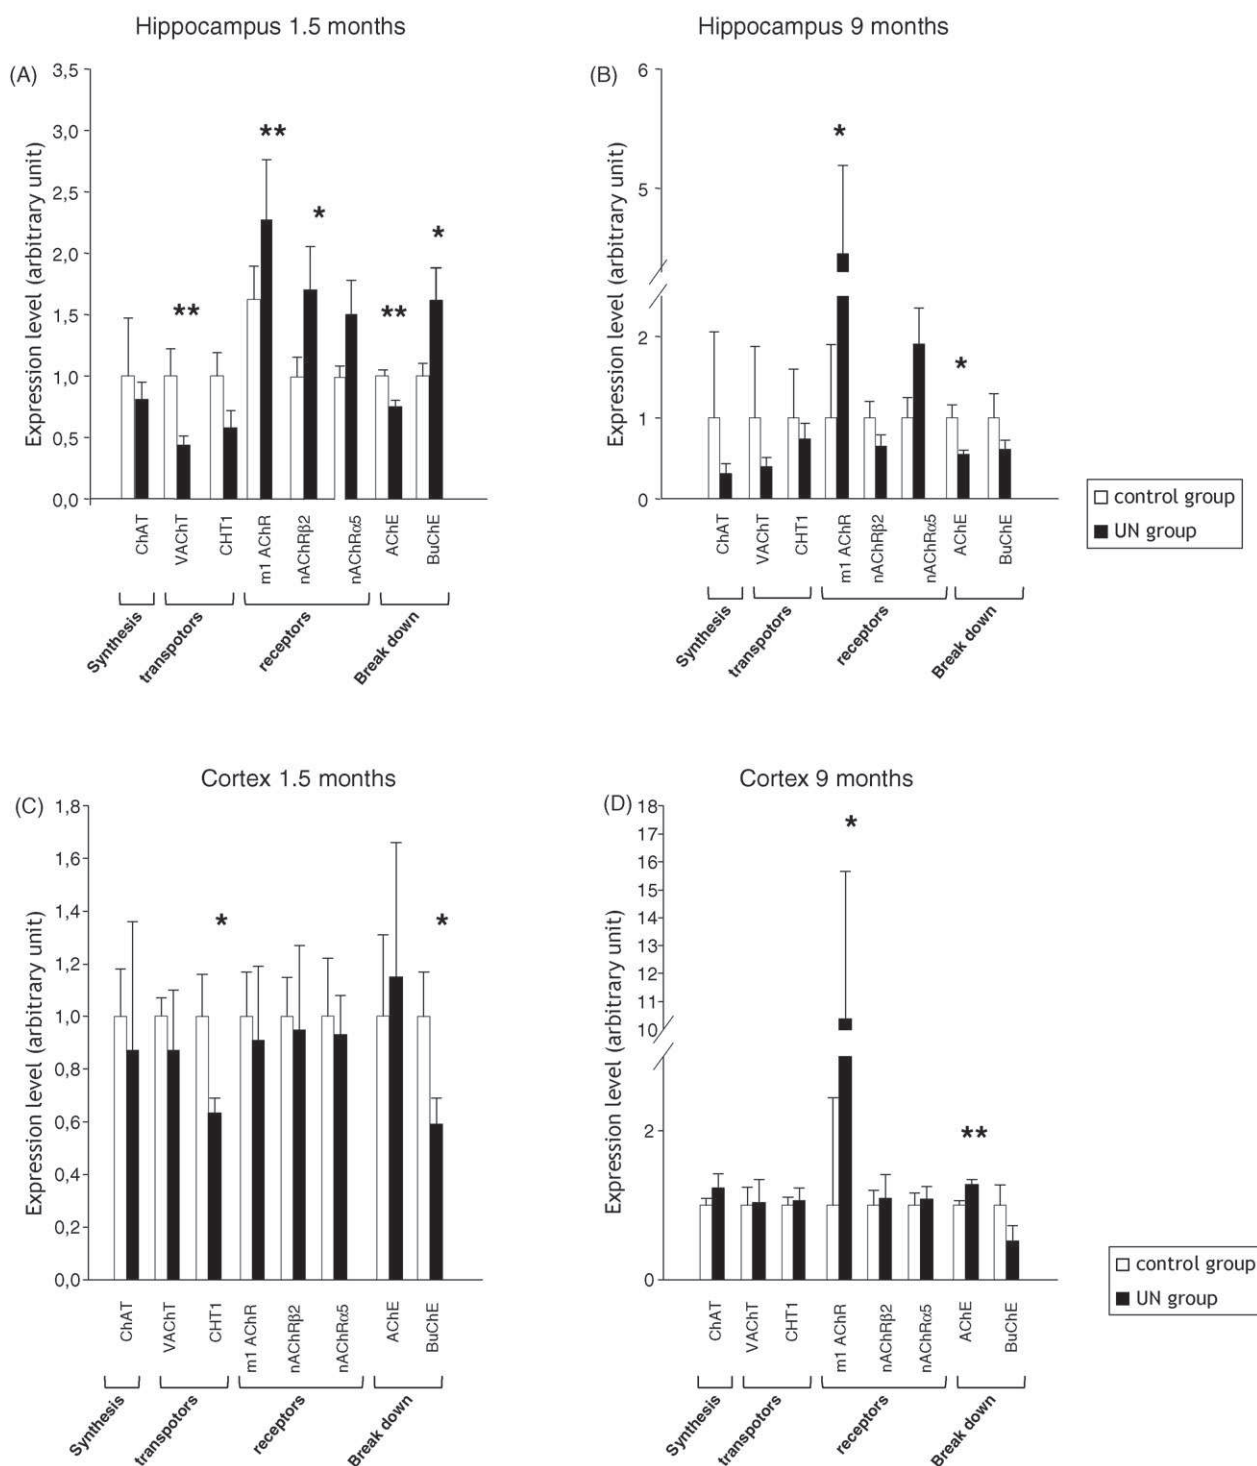 Hippocampus 1.5 months
(A)
Expression level (arbitrary unit)
3,5
3,0
2,5
2,0
1,5
1,0
0,5
0,0
**
**
*
**
*
ChAT
VAChT
CHT1
m1 AChR
nAChRβ2
nAChRα5
AChE
BuChE
Synthesis
transpotors
receptors
Break down
Hippocampus 9 months
(B)
Expression level (arbitrary unit)
6
5
2
1
0
*
*
ChAT
VAChT
CHT1
m1 AChR
nAChRβ2
nAChRα5
AChE
BuChE
Synthesis
transpotors
receptors
Break down
control group
UN group
Cortex 1.5 months
(C)
Expression level (arbitrary unit)
1,8
1,6
1,4
1,2
1,0
0,8
0,6
0,4
0,2
0,0
*
*
ChAT
VAChT
CHT1
m1 AChR
nAChRβ2
nAChRα5
AChE
BuChE
Synthesis
transpotors
receptors
Break down
Cortex 9 months
(D)
Expression level (arbitrary unit)
18
17
16
15
14
13
12
11
10
2
0
*
**
ChAT
VAChT
CHT1
m1 AChR
nAChRβ2
nAChRα5
AChE
BuChE
Synthesis
transpotors
receptors
Break down
control group
UN group